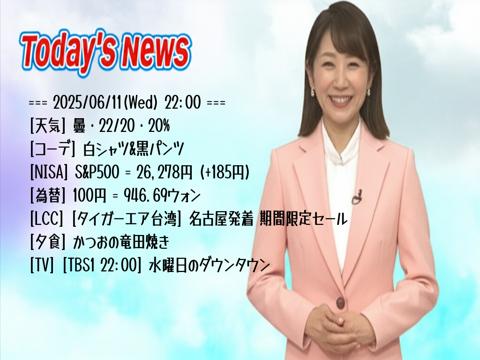 Today's News
=== 2025/06/11(Wed) 22:00 ===
[天気] 曇・22/20・20%
[コーデ] 白シャツ&黒パンツ
[NISA] S&P500 = 26,278円 (+185円)
[為替] 100円 = 946.69ウォン
[LCC] [タイガーエア台湾] 名古屋発着 期間限定セール
[夕食] かつおの竜田焼き
[TV] [TBS1 22:00] 水曜日のダウンタウン